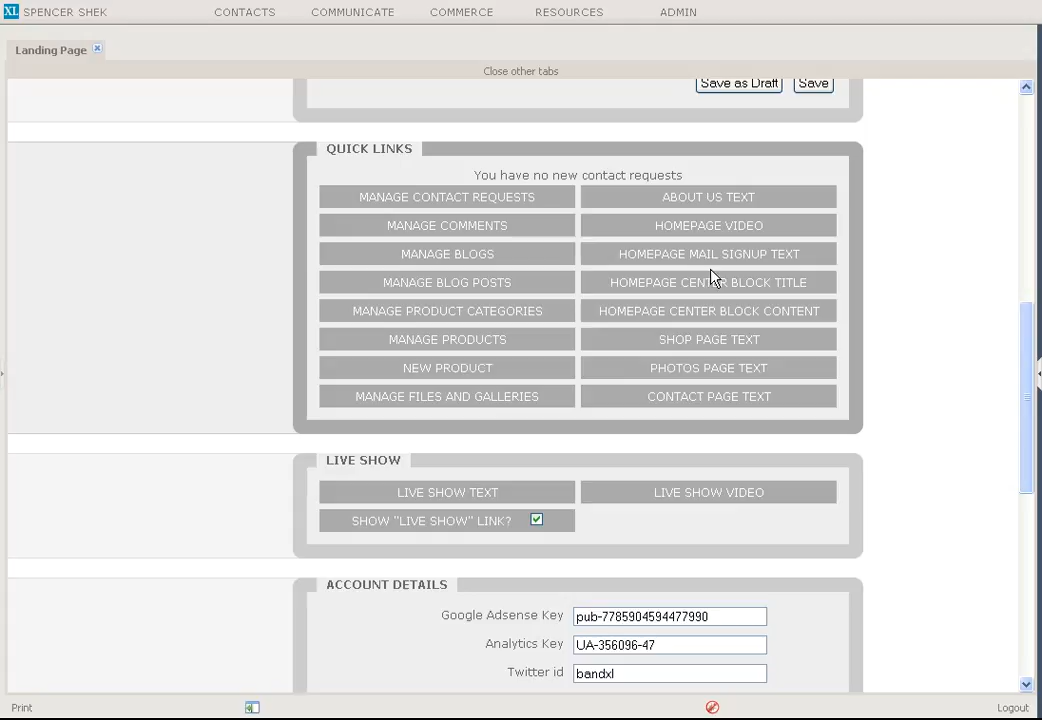 XL SPENCER SHEK CONTACTS COMMUNICATE COMMERCE RESOURCES ADMIN
Landing Page
Close other tabs
Save as Draft Save
QUICK LINKS
You have no new contact requests
MANAGE CONTACT REQUESTS ABOUT US TEXT
MANAGE COMMENTS HOMEPAGE VIDEO
MANAGE BLOGS HOMEPAGE MAIL SIGNUP TEXT
MANAGE BLOG POSTS HOMEPAGE CENTER BLOCK TITLE
MANAGE PRODUCT CATEGORIES HOMEPAGE CENTER BLOCK CONTENT
MANAGE PRODUCTS SHOP PAGE TEXT
NEW PRODUCT PHOTOS PAGE TEXT
MANAGE FILES AND GALLERIES CONTACT PAGE TEXT
LIVE SHOW
LIVE SHOW TEXT LIVE SHOW VIDEO
SHOW "LIVE SHOW" LINK?
ACCOUNT DETAILS
Google Adsense Key pub-7785904594477990
Analytics Key UA-356096-47
Twitter id bandxl
Print Logout